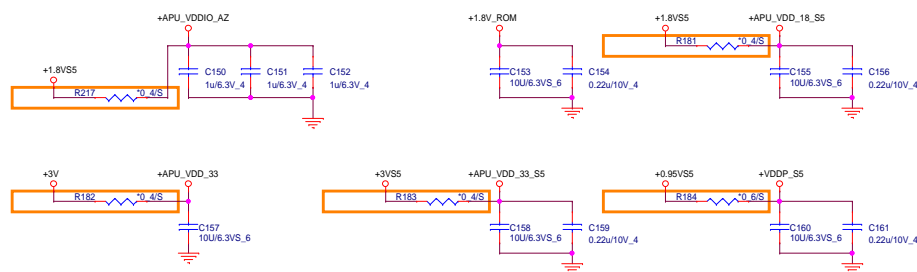 +APU_VDDIO_AZ
+1.8VS5
R217
*0_4/S
C150
1u/6.3V_4
C151
1u/6.3V_4
C152
1u/6.3V_4
+1.8V_ROM
C153
10U/6.3VS_6
C154
0.22u/10V_4
+1.8VS5
+APU_VDD_18_S5
R181
*0_4/S
C155
10U/6.3VS_6
C156
0.22u/10V_4
+3V
+APU_VDD_33
R182
*0_4/S
C157
10U/6.3VS_6
+3VS5
+APU_VDD_33_S5
R183
*0_4/S
C158
10U/6.3VS_6
C159
0.22u/10V_4
+0.95VS5
+VDDP_S5
R184
*0_6/S
C160
10U/6.3VS_6
C161
0.22u/10V_4